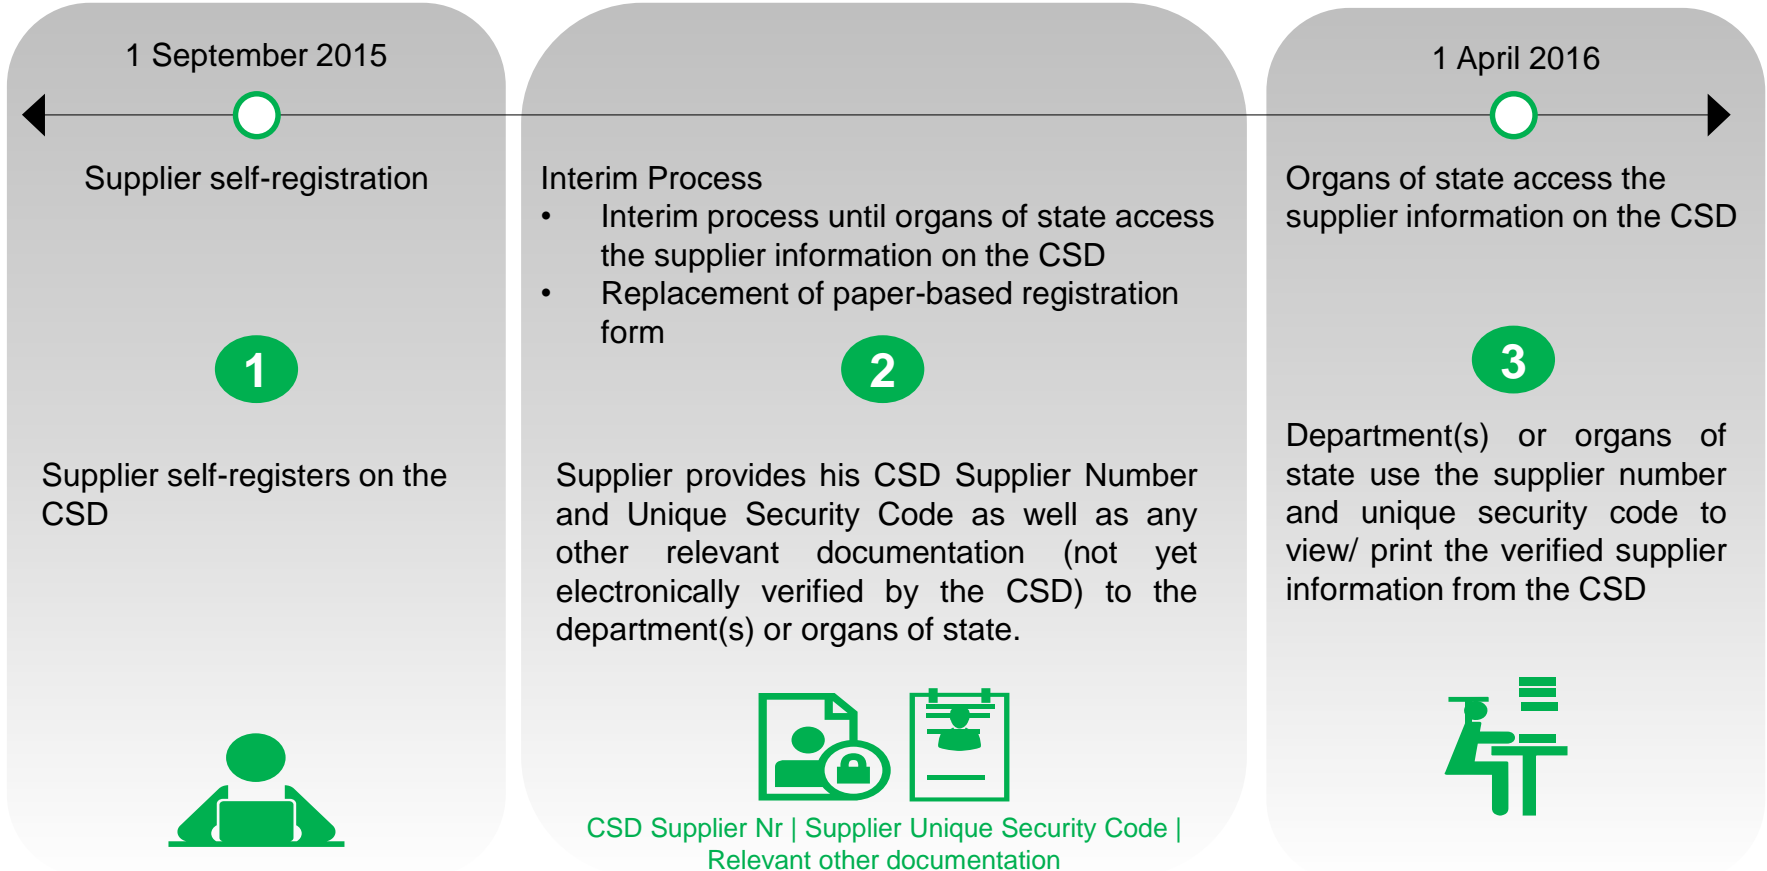 1 September 2015
Supplier self-registration
1
Supplier self-registers on the
CSD
Interim Process
• Interim process until organs of state access
the supplier information on the CSD
• Replacement of paper-based registration
form
2
Supplier provides his CSD Supplier Number
and Unique Security Code as well as any
other relevant documentation (not yet
electronically verified by the CSD) to the
department(s) or organs of state.
CSD Supplier Nr | Supplier Unique Security Code |
Relevant other documentation
1 April 2016
Organs of state access the
supplier information on the CSD
3
Department(s) or organs of
state use the supplier number
and unique security code to
view/ print the verified supplier
information from the CSD